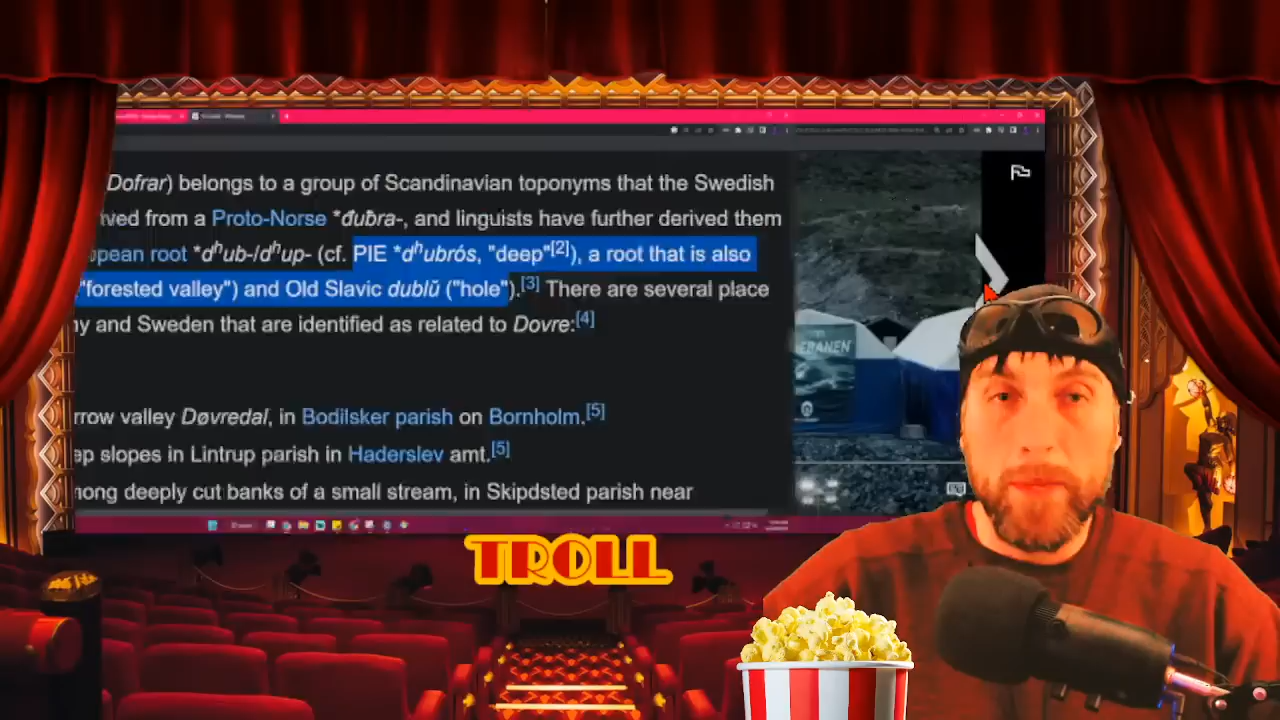 Dofrar) belongs to a group of Scandinavian toponyms that the Swedish
ived from a Proto-Norse *đuƀra-, and linguists have further derived them
opean root *dʰub-/dʰup- (cf. PIE *dʰubrós, "deep"[2]), a root that is also
"forested valley") and Old Slavic dublŭ ("hole").[3] There are several place
y and Sweden that are identified as related to Dovre:[4]
EBANEN
rrow valley Døvredal, in Bodilsker parish on Bornholm.[5]
ep slopes in Lintrup parish in Haderslev amt.[5]
nong deeply cut banks of a small stream, in Skipdsted parish near
TROLL